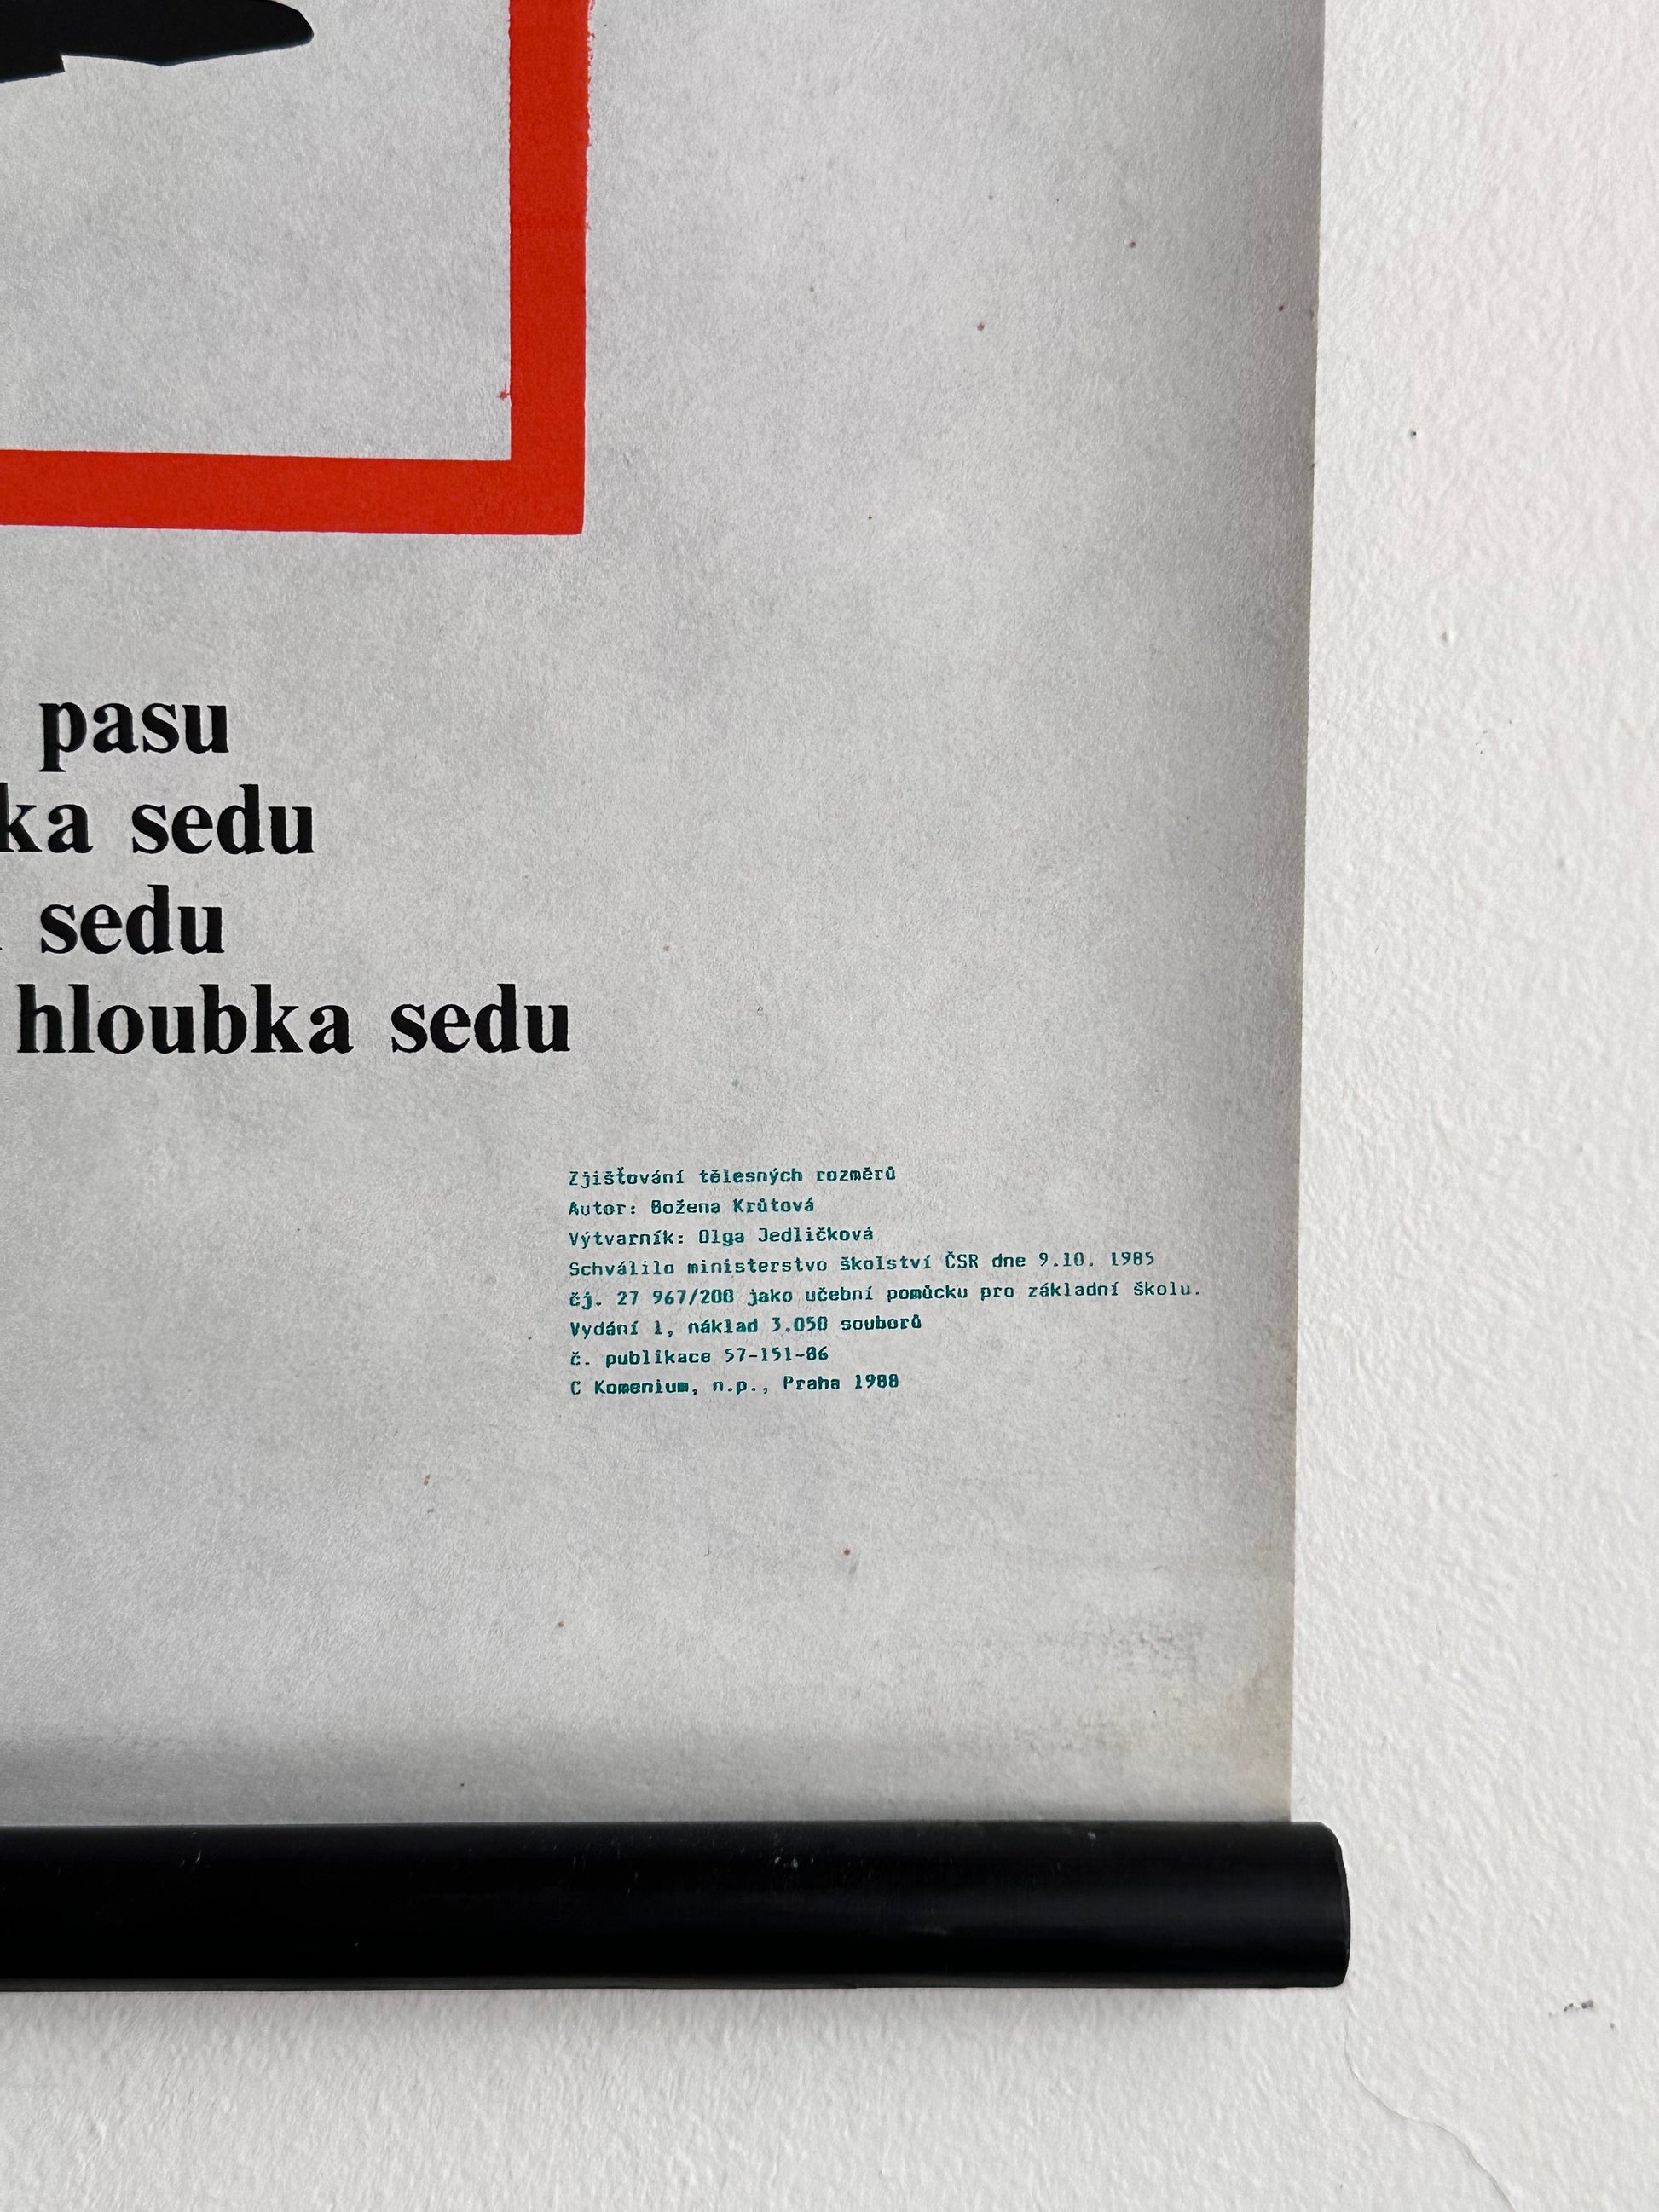 pasu
ka sedu
sedu
hloubka sedu
Zjišťování tělesných rozměrů
Autor: Božena Krůtová
Výtvarník: Olga Jedličková
Schválilo ministerstvo školství ČSR dne 9.10. 1985
čj. 27 967/208 jako učební pomůcku pro základní školu.
Vydání 1, náklad 3.050 souborů
č. publikace 57-151-86
C Komenium, n.p., Praha 1988